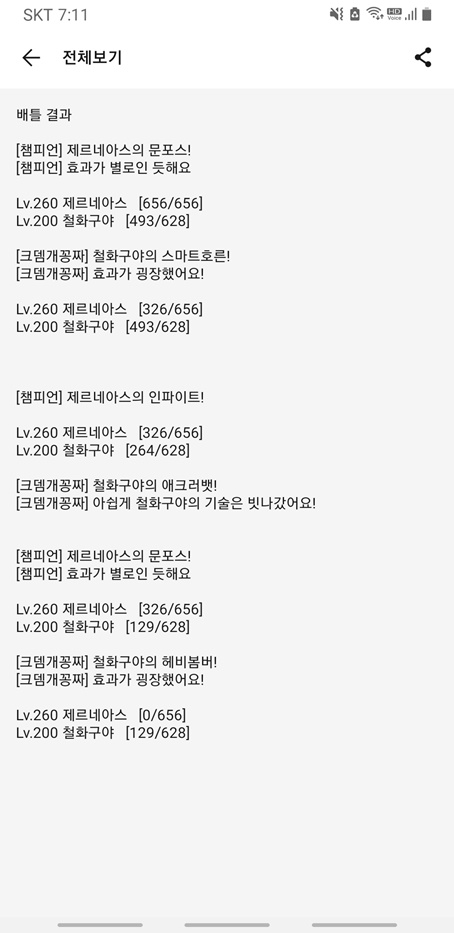 SKT 7:11
HD
Voice
전체보기
배틀 결과
[챔피언] 제르네아스의 문포스!
[챔피언] 효과가 별로인 듯해요
Lv.260 제르네아스 [656/656]
Lv.200 철화구야 [493/628]
[크뎀개꽁짜] 철화구야의 스마트호른!
[크뎀개꽁짜] 효과가 굉장했어요!
Lv.260 제르네아스 [326/656]
Lv.200 철화구야 [493/628]
[챔피언] 제르네아스의 인파이트!
Lv.260 제르네아스 [326/656]
Lv.200 철화구야 [264/628]
[크뎀개꽁짜] 철화구야의 애크러뱃!
[크뎀개꽁짜] 아쉽게 철화구야의 기술은 빗나갔어요!
[챔피언] 제르네아스의 문포스!
[챔피언] 효과가 별로인 듯해요
Lv.260 제르네아스 [326/656]
Lv.200 철화구야 [129/628]
[크뎀개꽁짜] 철화구야의 헤비봄버!
[크뎀개꽁짜] 효과가 굉장했어요!
Lv.260 제르네아스 [0/656]
Lv.200 철화구야 [129/628]